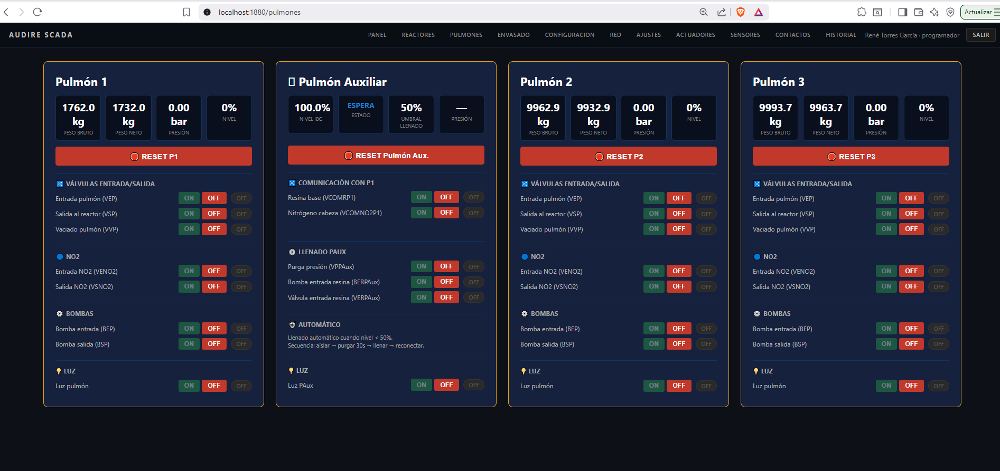 localhost:1880/pulmones
Actualizar
AUDIRE SCADA
PANEL REACTORES PULMONES ENVASADO CONFIGURACION RED AJUSTES ACTUADORES SENSORES CONTACTOS HISTORIAL René Torres García · programador SALIR
Pulmón 1
1762.0 kg
PESO BRUTO
1732.0 kg
PESO NETO
0.00 bar
PRESIÓN
0%
NIVEL
RESET P1
VÁLVULAS ENTRADA/SALIDA
Entrada pulmón (VEP) ON OFF OFF
Salida al reactor (VSP) ON OFF OFF
Vaciado pulmón (VVP) ON OFF OFF
NO2
Entrada NO2 (VENO2) ON OFF OFF
Salida NO2 (VSNO2) ON OFF OFF
BOMBAS
Bomba entrada (BEP) ON OFF OFF
Bomba salida (BSP) ON OFF OFF
LUZ
Luz pulmón ON OFF OFF
Pulmón Auxiliar
100.0%
NIVEL IBC
ESPERA
ESTADO
50%
UMBRAL
LLENADO
—
PRESIÓN
RESET Pulmón Aux.
COMUNICACIÓN CON P1
Resina base (VCOMRP1) ON OFF OFF
Nitrógeno cabeza (VCOMNO2P1) ON OFF OFF
LLENADO PAUX
Purga presión (VPPAux) ON OFF OFF
Bomba entrada resina (BERPAux) ON OFF OFF
Válvula entrada resina (VERPAux) ON OFF OFF
AUTOMÁTICO
Llenado automático cuando nivel < 50%.
Secuencia: aislar → purgar 30s → llenar → reconectar.
LUZ
Luz PAux ON OFF OFF
Pulmón 2
9962.9 kg
PESO BRUTO
9932.9 kg
PESO NETO
0.00 bar
PRESIÓN
0%
NIVEL
RESET P2
VÁLVULAS ENTRADA/SALIDA
Entrada pulmón (VEP) ON OFF OFF
Salida al reactor (VSP) ON OFF OFF
Vaciado pulmón (VVP) ON OFF OFF
NO2
Entrada NO2 (VENO2) ON OFF OFF
Salida NO2 (VSNO2) ON OFF OFF
BOMBAS
Bomba entrada (BEP) ON OFF OFF
Bomba salida (BSP) ON OFF OFF
LUZ
Luz pulmón ON OFF OFF
Pulmón 3
9993.7 kg
PESO BRUTO
9963.7 kg
PESO NETO
0.00 bar
PRESIÓN
0%
NIVEL
RESET P3
VÁLVULAS ENTRADA/SALIDA
Entrada pulmón (VEP) ON OFF OFF
Salida al reactor (VSP) ON OFF OFF
Vaciado pulmón (VVP) ON OFF OFF
NO2
Entrada NO2 (VENO2) ON OFF OFF
Salida NO2 (VSNO2) ON OFF OFF
BOMBAS
Bomba entrada (BEP) ON OFF OFF
Bomba salida (BSP) ON OFF OFF
LUZ
Luz pulmón ON OFF OFF